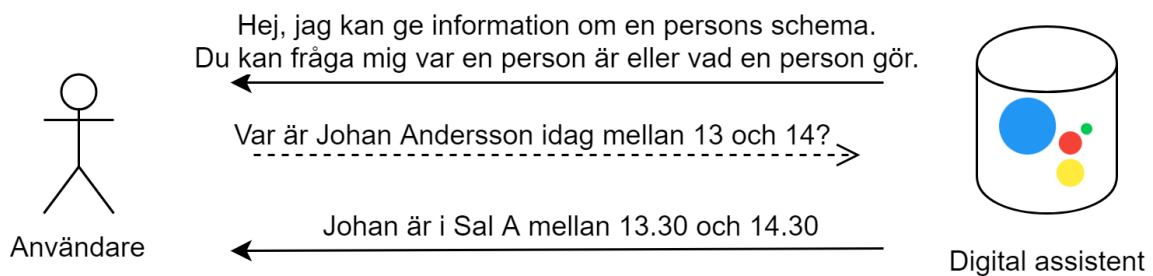 Hej, jag kan ge information om en persons schema.
Du kan fråga mig var en person är eller vad en person gör.
Var är Johan Andersson idag mellan 13 och 14?
Johan är i Sal A mellan 13.30 och 14.30
Användare
Digital assistent